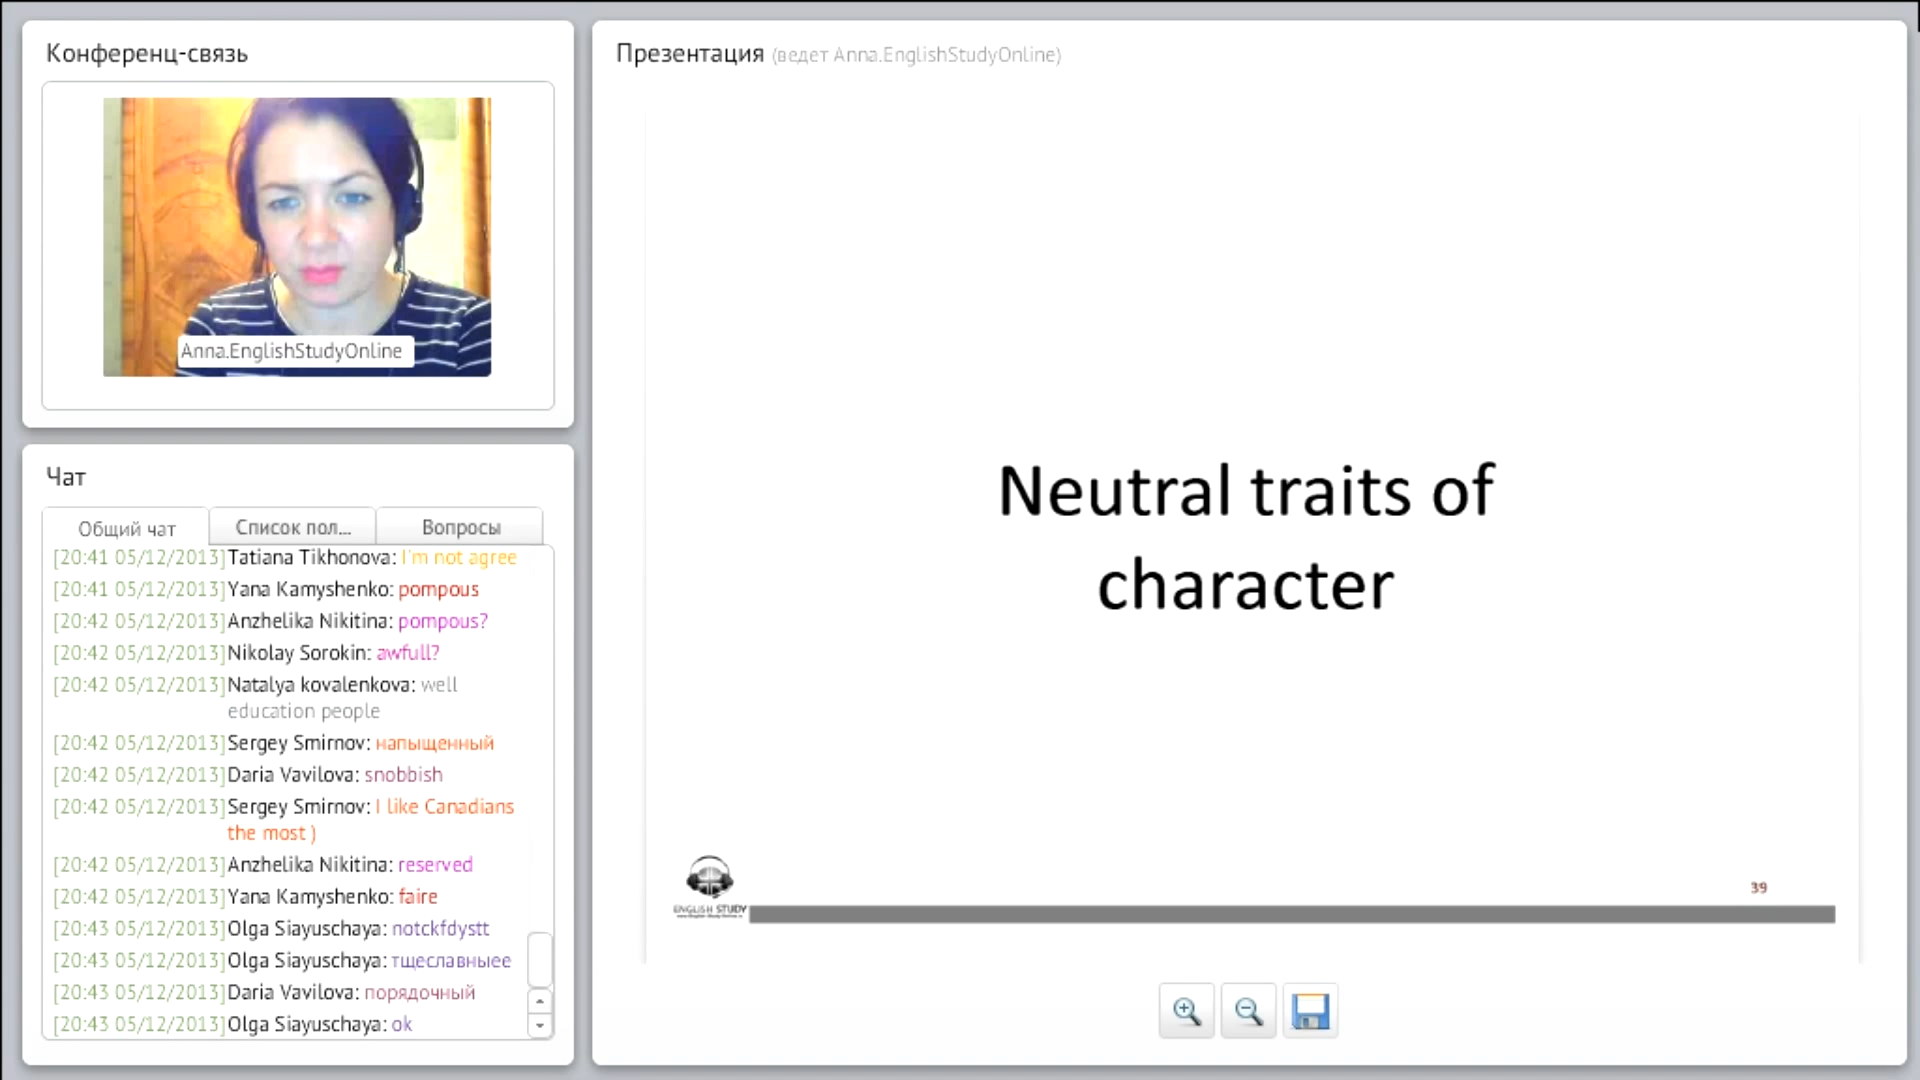 Конференц-связь
Anna.EnglishStudyOnline
Чат
Общий чат
Список пол...
Вопросы
[20:41 05/12/2013]Tatiana Tikhonova: I'm not agree
[20:41 05/12/2013]Yana Kamyshenko: pompous
[20:42 05/12/2013]Anzhelika Nikitina: pompous?
[20:42 05/12/2013]Nikolay Sorokin: awfull?
[20:42 05/12/2013]Natalya kovalenkova: well
education people
[20:42 05/12/2013]Sergey Smirnov: напыщенный
[20:42 05/12/2013]Daria Vavilova: snobbish
[20:42 05/12/2013]Sergey Smirnov: I like Canadians
the most )
[20:42 05/12/2013]Anzhelika Nikitina: reserved
[20:42 05/12/2013]Yana Kamyshenko: faire
[20:43 05/12/2013]Olga Siayuschaya: notckfdystt
[20:43 05/12/2013]Olga Siayuschaya: тщеславныее
[20:43 05/12/2013]Daria Vavilova: порядочный
[20:43 05/12/2013]Olga Siayuschaya: ok
Презентация (ведет Anna.EnglishStudyOnline)
Neutral traits of
character
ENGLISH STUDY
39